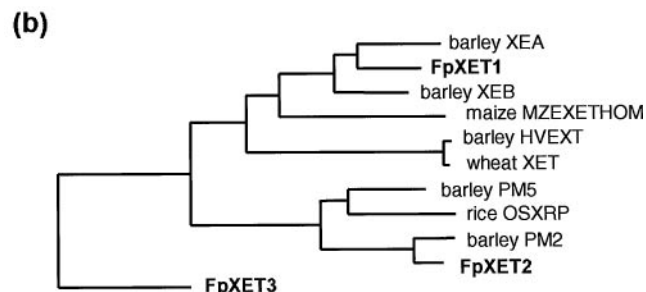 (b)
barley XEA
FpXET1
barley XEB
maize MZEXETHOM
barley HVEXT
wheat XET
barley PM5
rice OSXRP
barley PM2
FpXET2
FpXET3